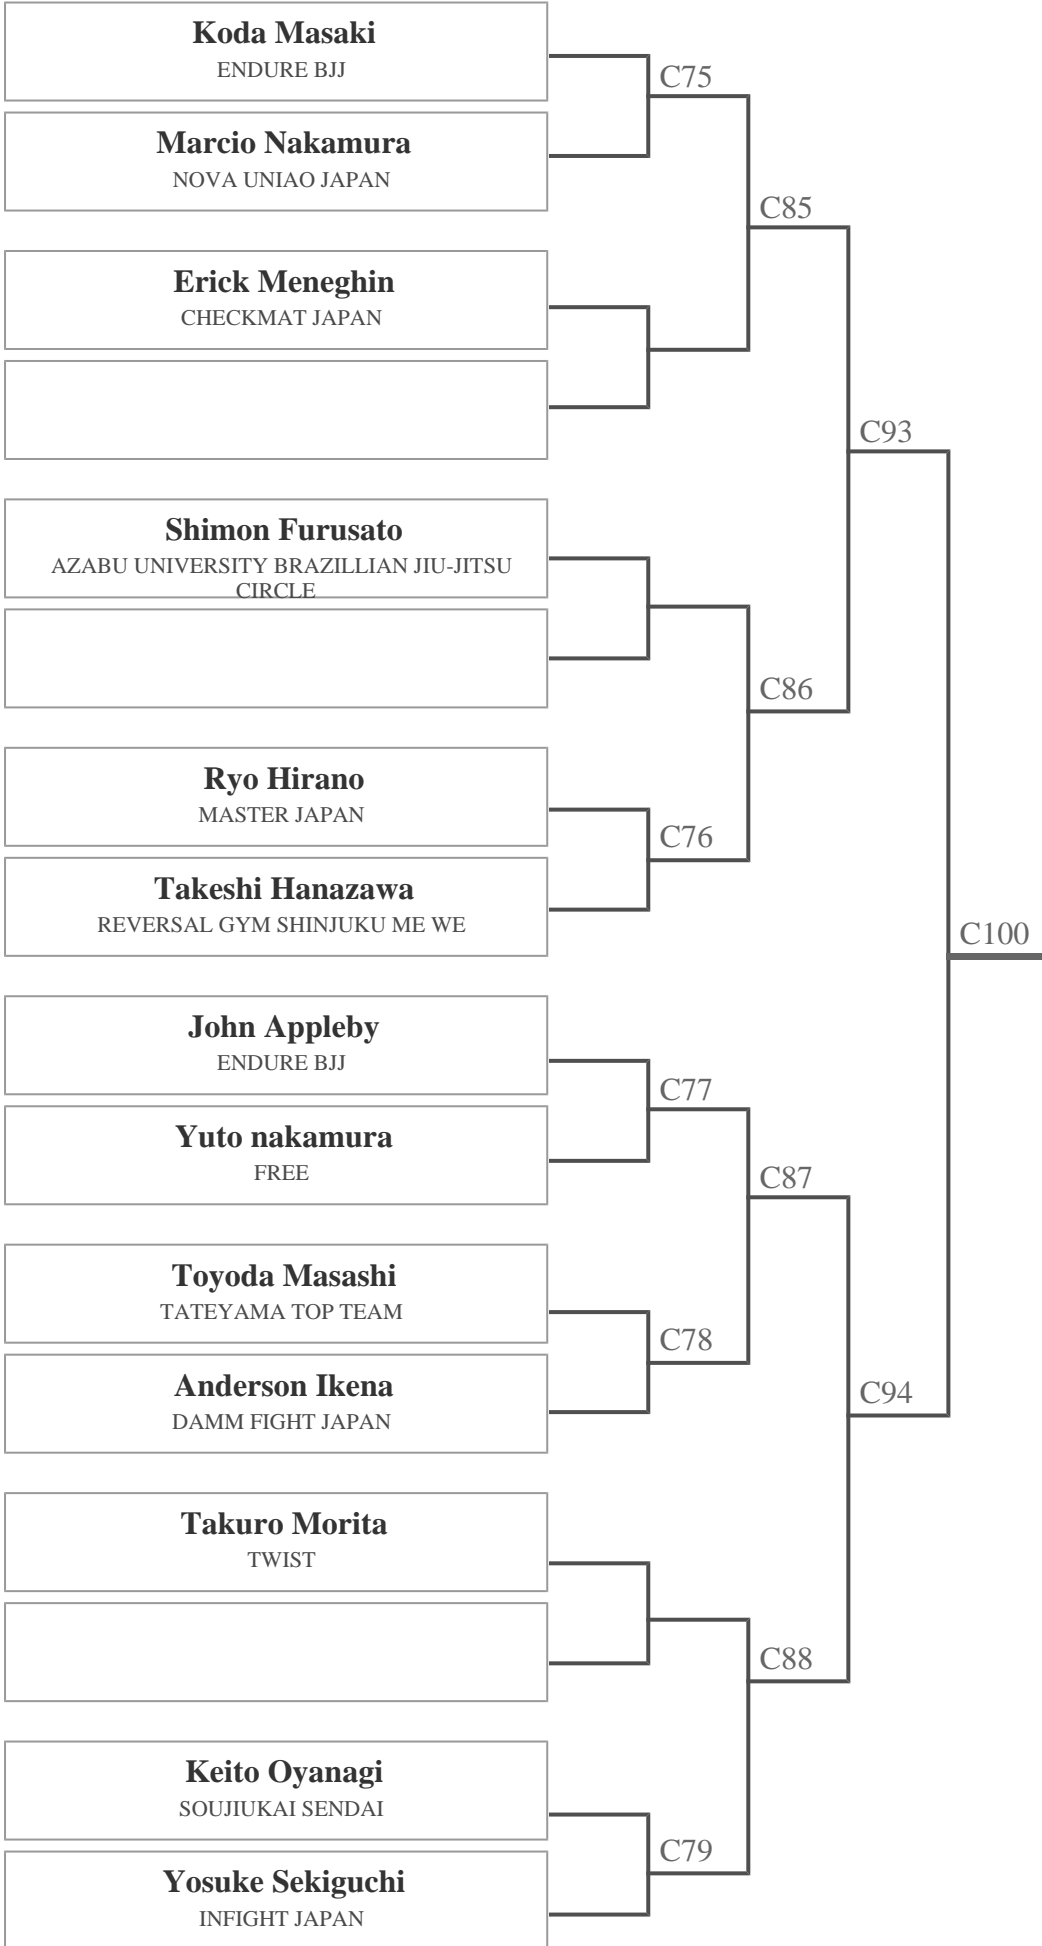 Koda Masaki
ENDURE BJJ
C75
Marcio Nakamura
NOVA UNIAO JAPAN
C85
Erick Meneghin
CHECKMAT JAPAN
C93
Shimon Furusato
AZABU UNIVERSITY BRAZILLIAN JIU-JITSU
CIRCLE
C86
Ryo Hirano
MASTER JAPAN
C76
Takeshi Hanazawa
REVERSAL GYM SHINJUKU ME WE
C100
John Appleby
ENDURE BJJ
C77
Yuto nakamura
FREE
C87
Toyoda Masashi
TATEYAMA TOP TEAM
C78
Anderson Ikena
DAMM FIGHT JAPAN
C94
Takuro Morita
TWIST
C88
Keito Oyanagi
SOUJIUKAI SENDAI
C79
Yosuke Sekiguchi
INFIGHT JAPAN